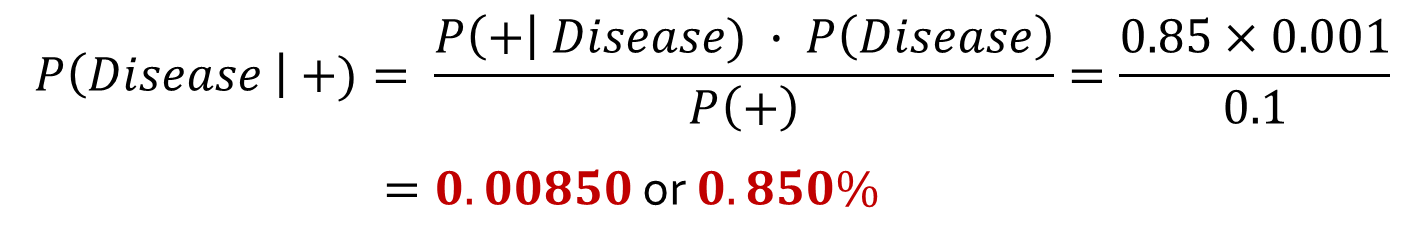 P(Disease | +) = P(+| Disease) · P(Disease) / P(+) = 0.85 × 0.001 / 0.1
= 0.00850 or 0.850%